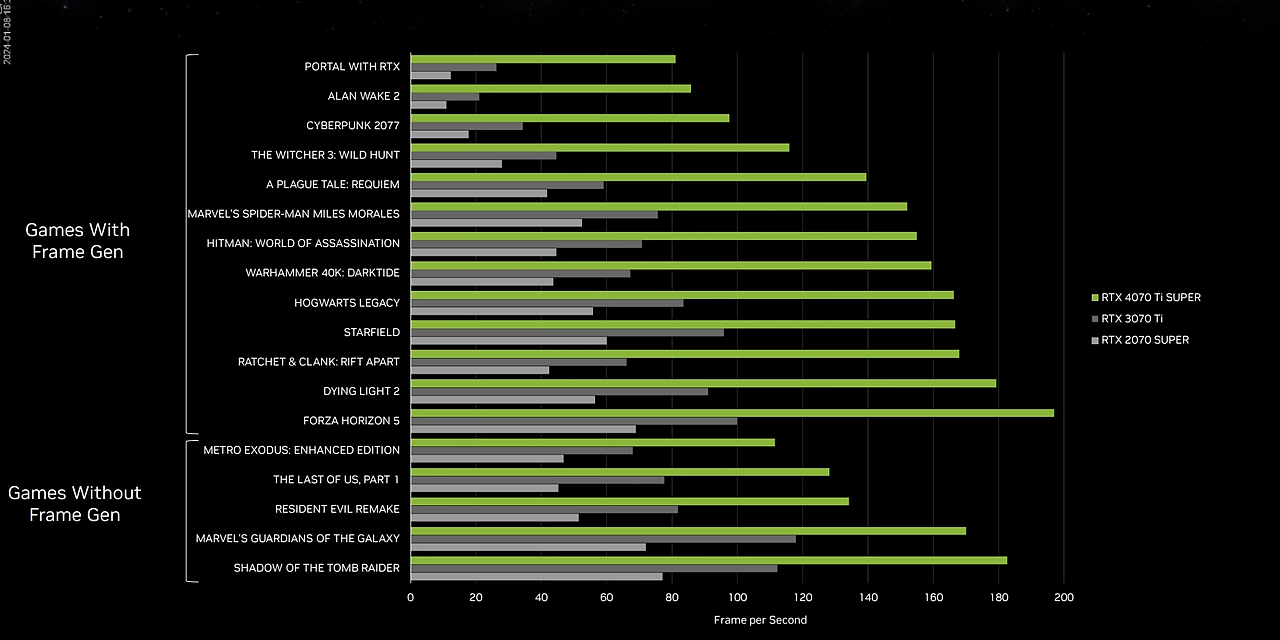 2024-01-08-16:
PORTAL WITH RTX
ALAN WAKE 2
CYBERPUNK 2077
THE WITCHER 3: WILD HUNT
A PLAGUE TALE: REQUIEM
MARVEL'S SPIDER-MAN MILES MORALES
Games With
Frame Gen
HITMAN: WORLD OF ASSASSINATION
WARHAMMER 40K: DARKTIDE
HOGWARTS LEGACY
STARFIELD
RATCHET & CLANK: RIFT APART
DYING LIGHT 2
FORZA HORIZON 5
METRO EXODUS: ENHANCED EDITION
THE LAST OF US, PART 1
Games Without
Frame Gen
RESIDENT EVIL REMAKE
MARVEL'S GUARDIANS OF THE GALAXY
SHADOW OF THE TOMB RAIDER
0 20 40 60 80 100 120 140 160 180 200
Frame per Second
RTX 4070 Ti SUPER
RTX 3070 Ti
RTX 2070 SUPER